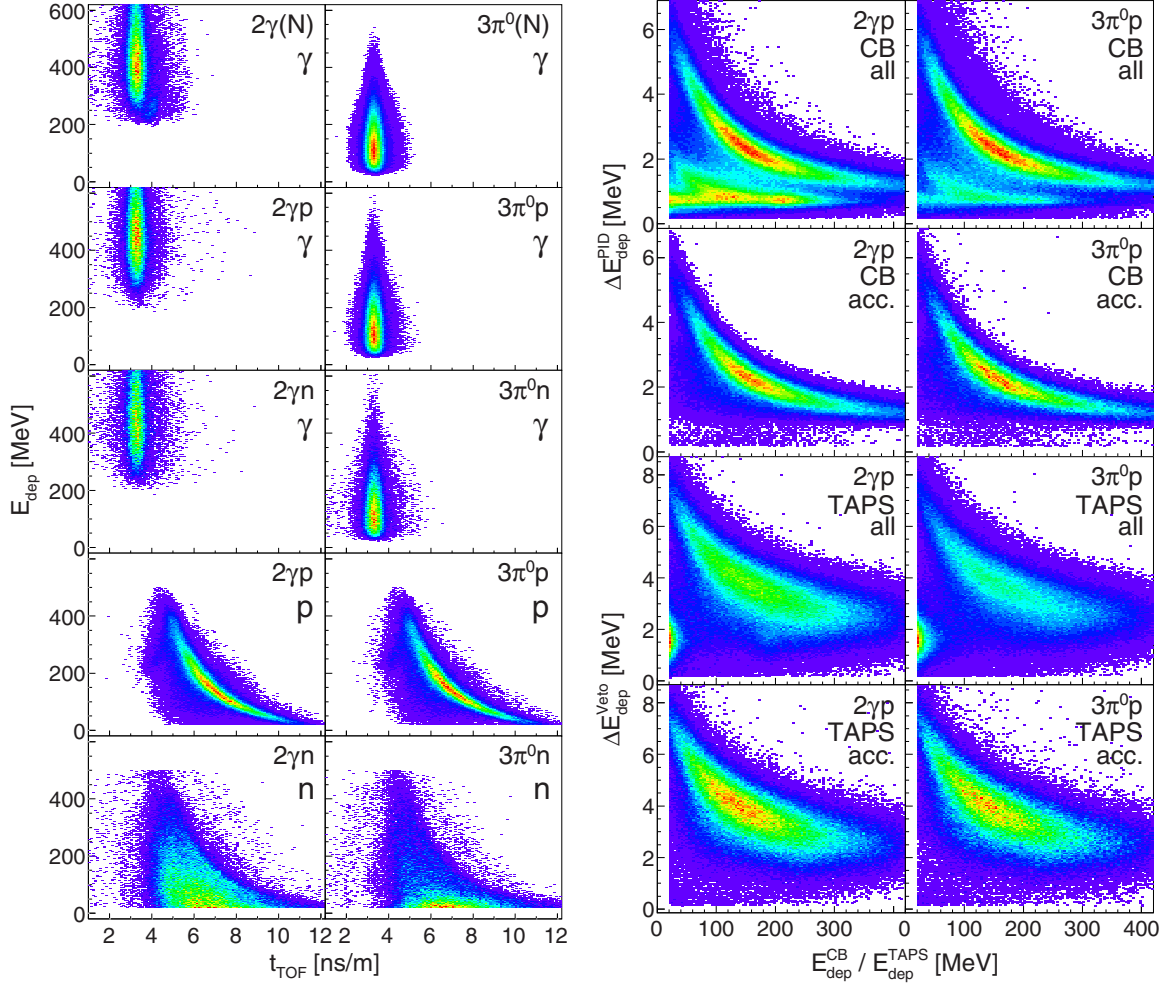 2γ(N) γ
3π⁰(N) γ
600
400
200
0
2γp γ
3π⁰p γ
400
200
0
2γn γ
3π⁰n γ
400
200
0
2γp p
3π⁰p p
400
200
0
2γn n
3π⁰n n
400
200
0
2 4 6 8 10 12 2 4 6 8 10 12
E_dep [MeV]
t_TOF [ns/m]
2γp CB all
3π⁰p CB all
6
4
2
0
2γp CB acc.
3π⁰p CB acc.
6
4
2
0
2γp TAPS all
3π⁰p TAPS all
8
6
4
2
0
2γp TAPS acc.
3π⁰p TAPS acc.
8
6
4
2
0
0 100 200 300 0 100 200 300 400
ΔE_dep^PID [MeV]
ΔE_dep^Veto [MeV]
E_dep^CB / E_dep^TAPS [MeV]